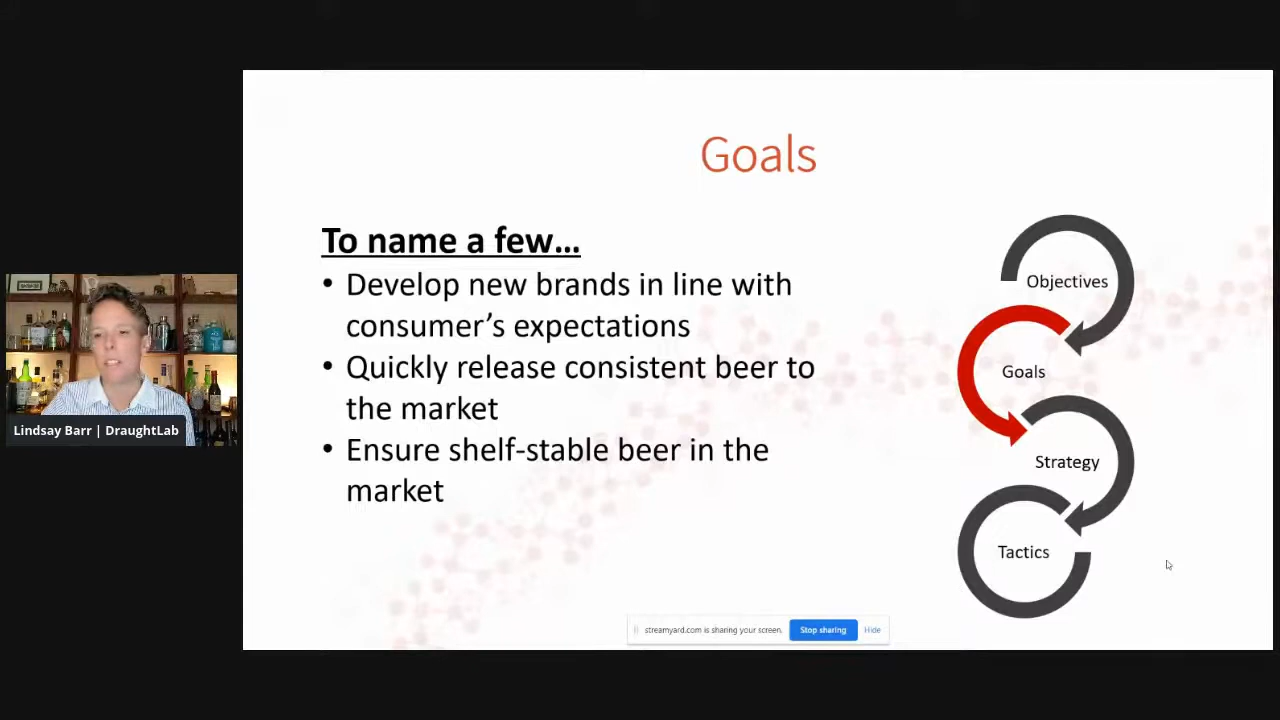 Goals
To name a few...
• Develop new brands in line with
consumer's expectations
• Quickly release consistent beer to
the market
• Ensure shelf-stable beer in the
market
Objectives
Goals
Strategy
Tactics
Lindsay Barr | DraughtLab
streamyard.com is sharing your screen.
Stop sharing
Hide